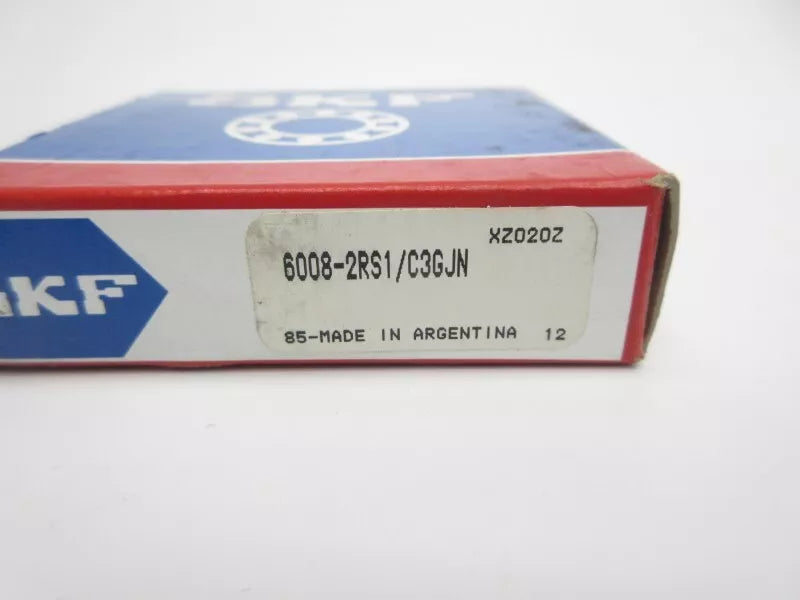 SKF
SKF
XZ020Z
6008-2RS1/C3GJN
85-MADE IN ARGENTINA 12